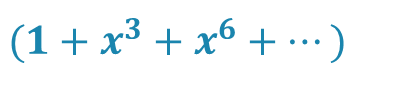 (1 + x³ + x⁶ + ⋯ )